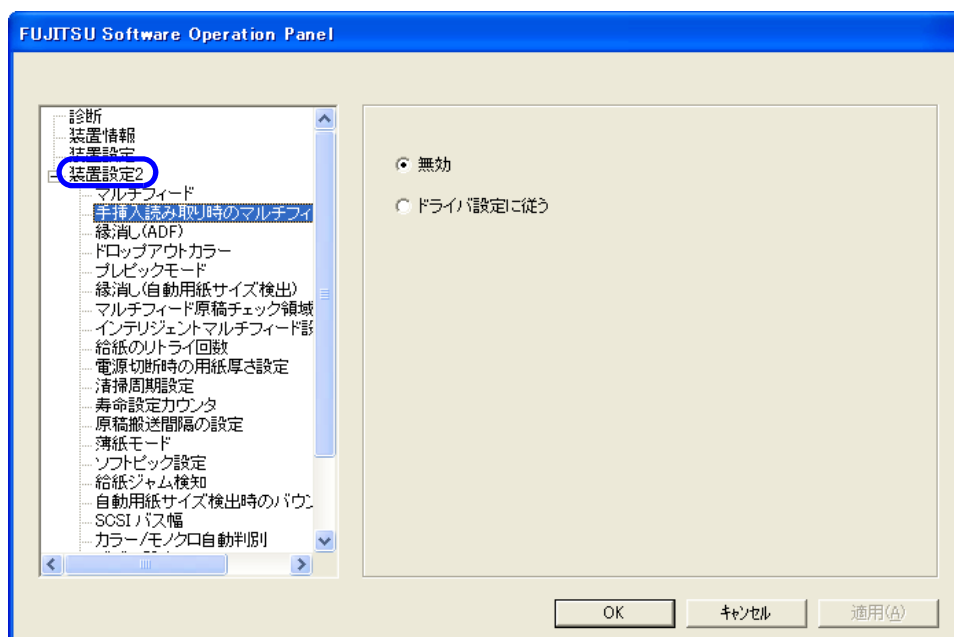 FUJITSU Software Operation Panel
診断
装置情報
装置設定
装置設定2
マルチフィード
手挿入読み取り時のマルチフィ
縁消し(ADF)
ドロップアウトカラー
プレピックモード
縁消し(自動用紙サイズ検出)
マルチフィード原稿チェック領域
インテリジェントマルチフィード設
給紙のリトライ回数
電源切断時の用紙厚さ設定
清掃周期設定
寿命設定カウンタ
原稿搬送間隔の設定
薄紙モード
ソフトピック設定
給紙ジャム検知
自動用紙サイズ検出時のバウン
SCSI バス幅
カラー/モノクロ自動判別
無効
ドライバ設定に従う
OK
キャンセル
適用(A)